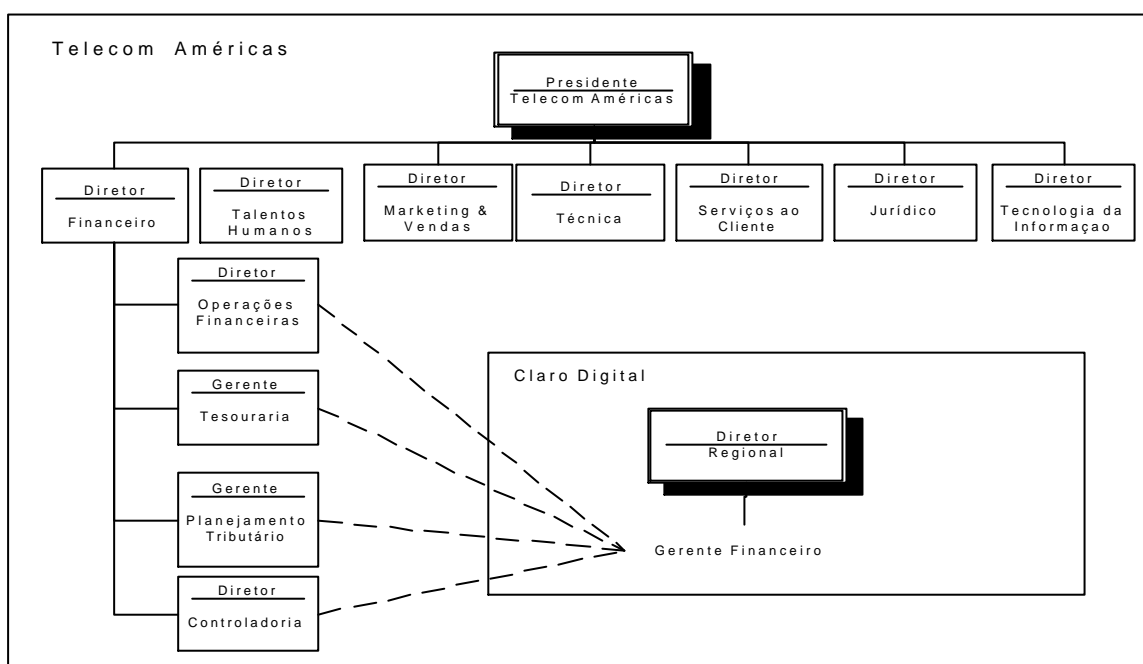 Telecom Américas
Presidente
Telecom Américas
Diretor
Financeiro
Diretor
Talentos
Humanos
Diretor
Marketing &
Vendas
Diretor
Técnica
Diretor
Serviços ao
Cliente
Diretor
Jurídico
Diretor
Tecnologia da
Informaçao
Diretor
Operações
Financeiras
Gerente
Tesouraria
Gerente
Planejamento
Tributário
Diretor
Controladoria
Claro Digital
Diretor
Regional
Gerente Financeiro